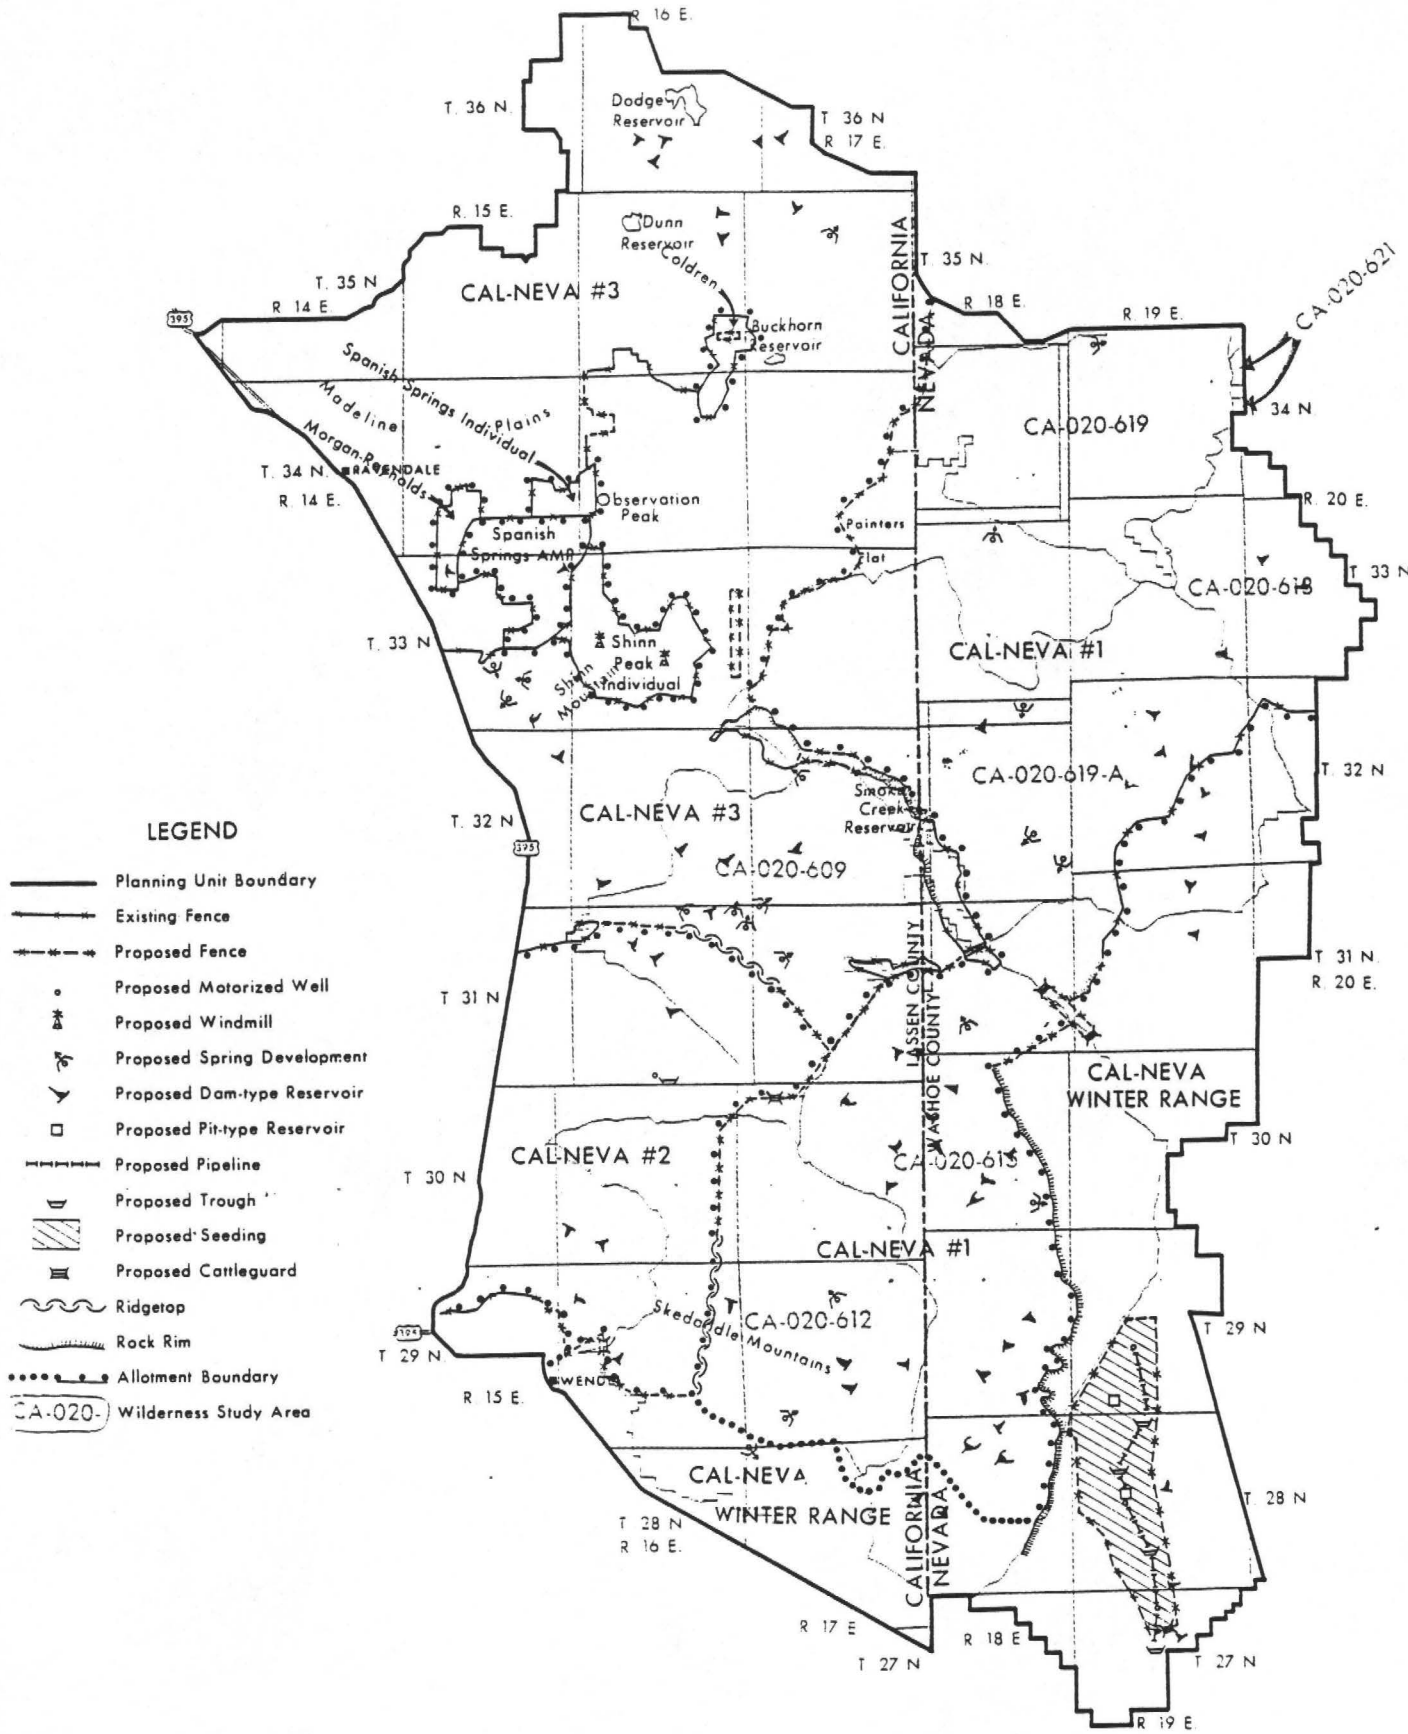 R 16 E.
T. 36 N.
Dodge
Reservoir
T 36 N
R 17 E.
R. 15 E.
Dunn
Reservoir
Coldren
T. 35 N
R 14 E.
CAL-NEVA #3
CALIFORNIA
NEVADA
T. 35 N.
R 18 E.
R. 19 E.
CA-020-621
395
Buckhorn
Reservoir
Spanish Springs Individual
Madeline
Plains
Morgan-Reynolds
CA-020-619
34 N
T. 34 N.
RAVENDALE
R 14 E.
Observation
Peak
R. 20 E.
Spanish
Springs AMP
Painters
Flat
T 33 N
CA-020-618
T. 33 N
Shinn
Peak
Individual
Shinn
Mountain
CAL-NEVA #1
CA-020-619-A
T. 32 N
Smoke
Creek
Reservoir
CAL-NEVA #3
T. 32 N
395
CA-020-609
LEGEND
Planning Unit Boundary
Existing Fence
Proposed Fence
Proposed Motorized Well
Proposed Windmill
Proposed Spring Development
Proposed Dam-type Reservoir
Proposed Pit-type Reservoir
Proposed Pipeline
Proposed Trough
Proposed Seeding
Proposed Cattleguard
Ridgetop
Rock Rim
Allotment Boundary
CA-020- Wilderness Study Area
T 31 N.
R. 20 E.
T 31 N
LASSEN COUNTY
WASHOE COUNTY
CAL-NEVA
WINTER RANGE
T 30 N
CAL-NEVA #2
T 30 N
CA-020-615
CAL-NEVA #1
Skedaddle Mountains
CA-020-612
395
T 29 N.
T 29 N
R. 15 E.
WENDEL
CAL-NEVA
WINTER RANGE
CALIFORNIA
NEVADA
T 28 N
R 16 E.
T. 28 N
R 17 E
R 18 E
T 27 N
T 27 N
R 19 E.